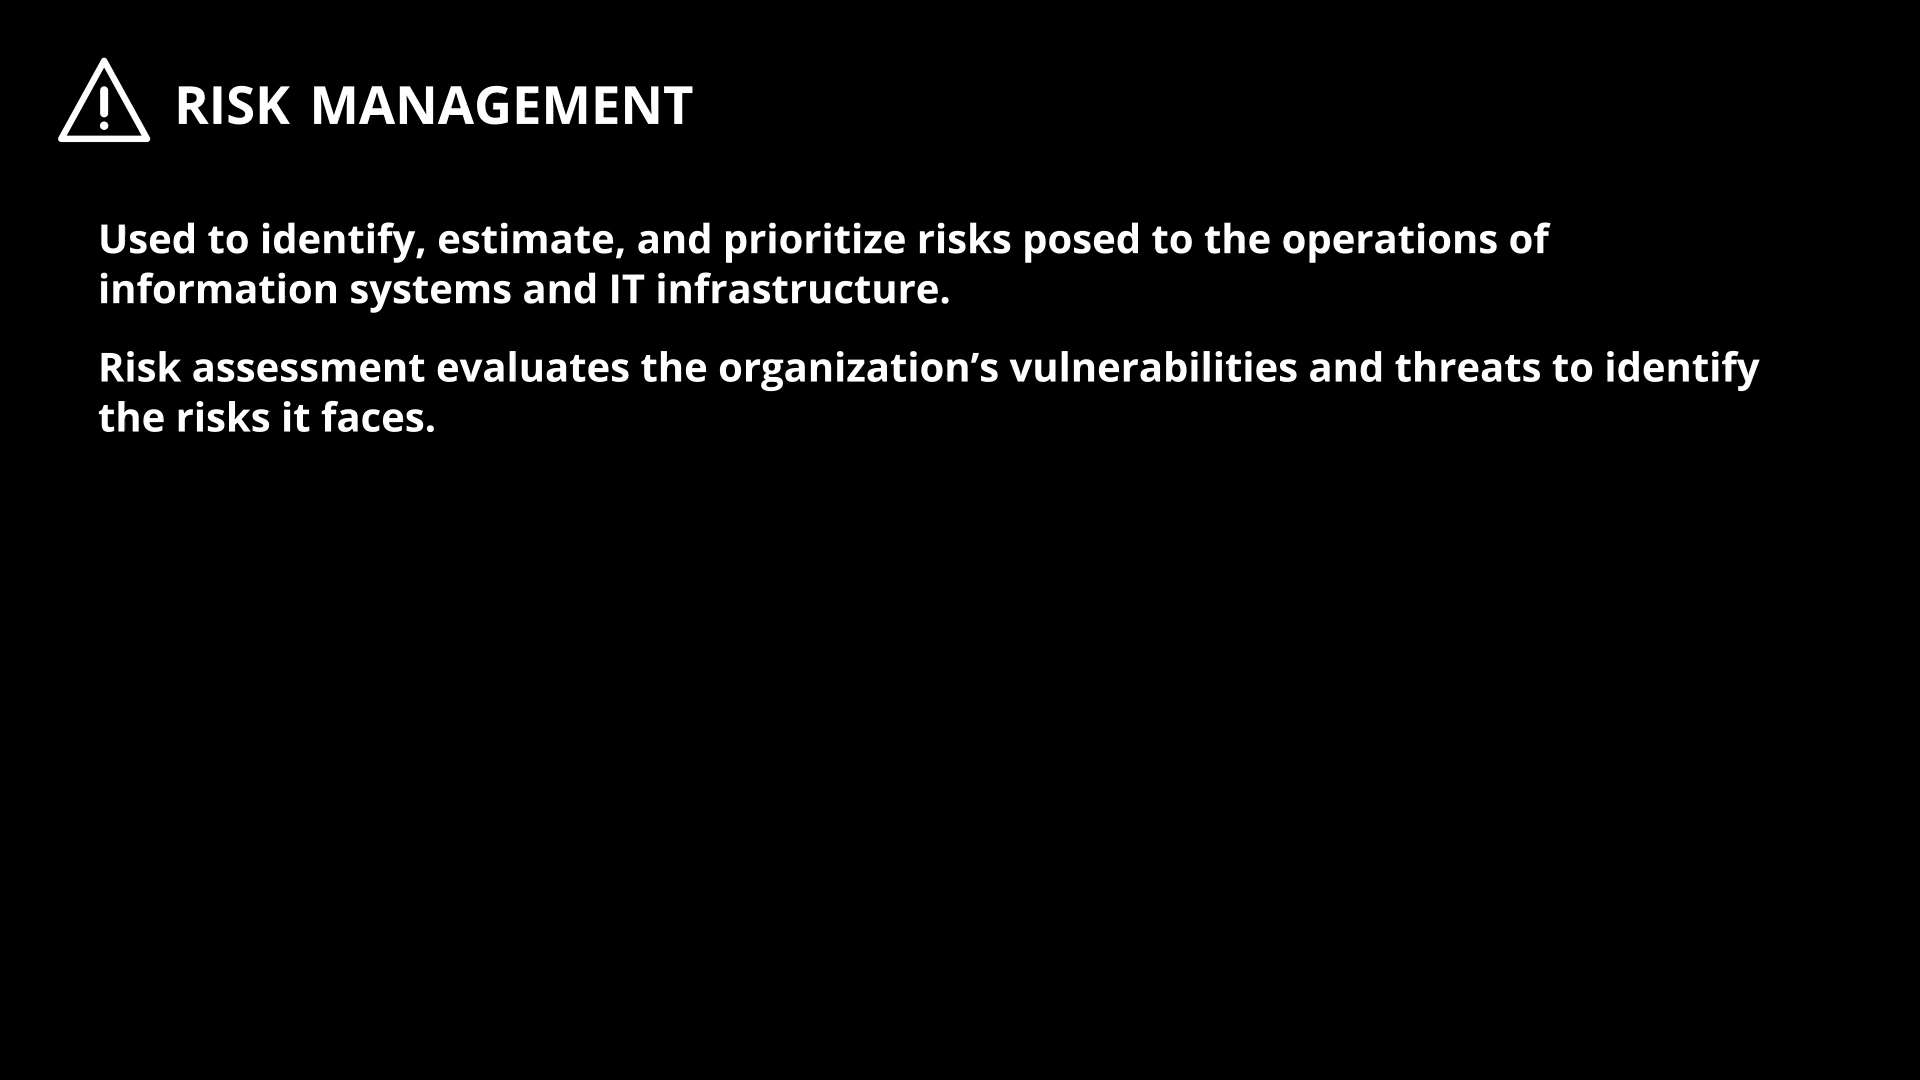 RISK MANAGEMENT
Used to identify, estimate, and prioritize risks posed to the operations of
information systems and IT infrastructure.
Risk assessment evaluates the organization’s vulnerabilities and threats to identify
the risks it faces.